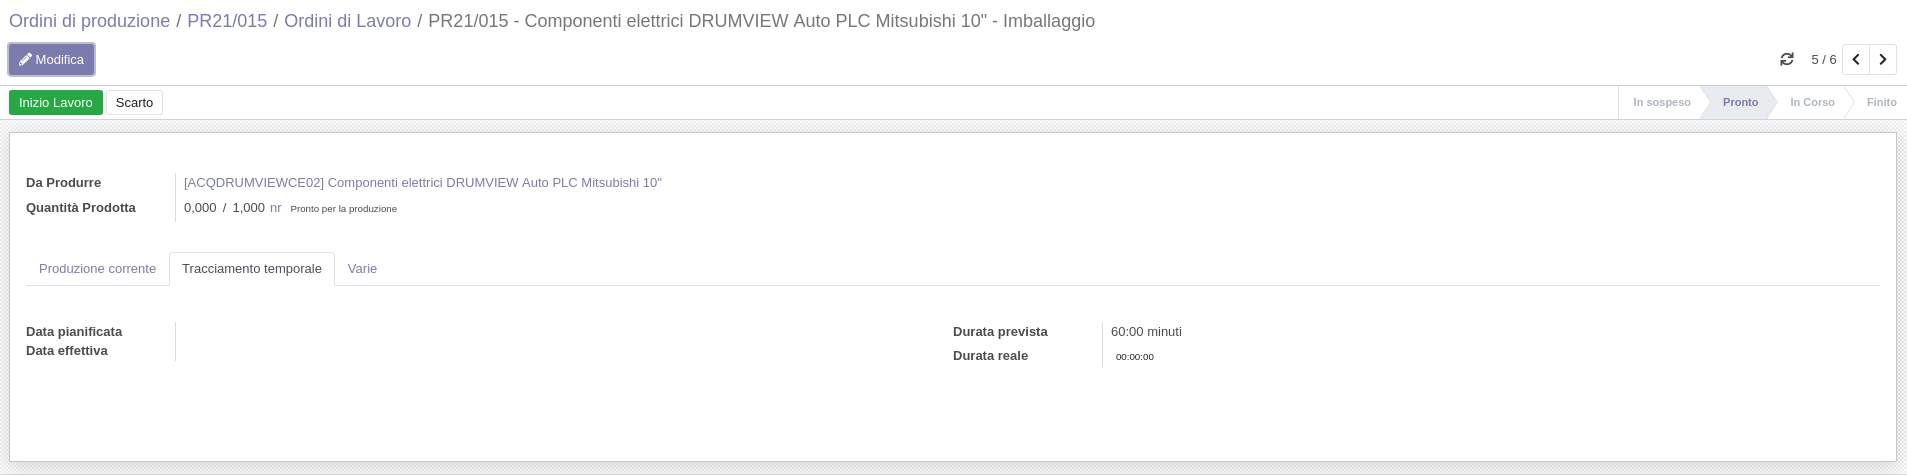 Ordini di produzione / PR21/015 / Ordini di Lavoro / PR21/015 - Componenti elettrici DRUMVIEW Auto PLC Mitsubishi 10" - Imballaggio
Modifica
5 / 6
Inizio Lavoro Scarto
In sospeso Pronto In Corso Finito
Da Produrre [ACQDRUMVIEWCE02] Componenti elettrici DRUMVIEW Auto PLC Mitsubishi 10"
Quantità Prodotta 0,000 / 1,000 nr Pronto per la produzione
Produzione corrente Tracciamento temporale Varie
Data pianificata
Data effettiva
Durata prevista 60:00 minuti
Durata reale 00:00:00